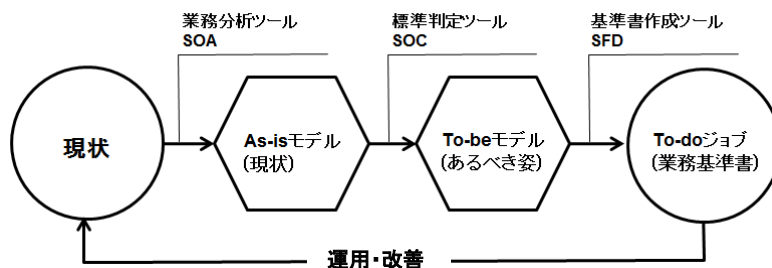 業務分析ツール
SOA
標準判定ツール
SOC
基準書作成ツール
SFD
現状
As-isモデル
(現状)
To-beモデル
(あるべき姿)
To-doジョブ
(業務基準書)
運用・改善